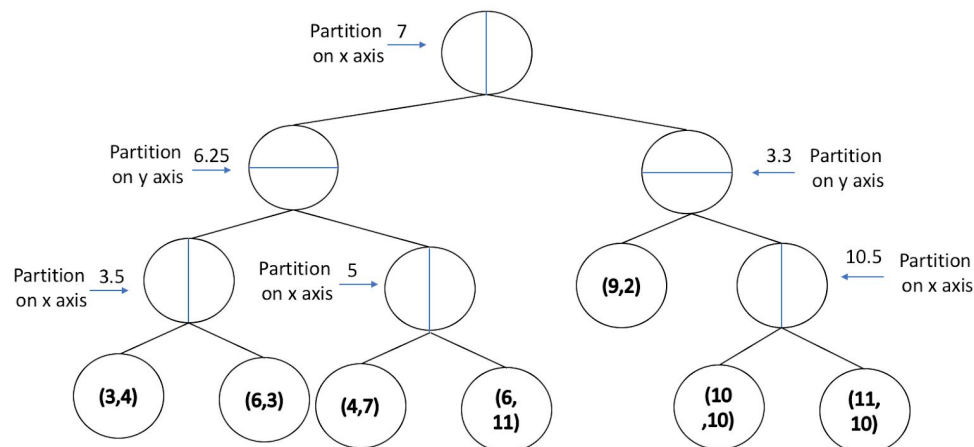 Partition 7
on x axis
Partition 6.25
on y axis
3.3 Partition
on y axis
Partition 3.5
on x axis
Partition 5
on x axis
(9,2)
10.5 Partition
on x axis
(3,4)
(6,3)
(4,7)
(6,
11)
(10
,10)
(11,
10)